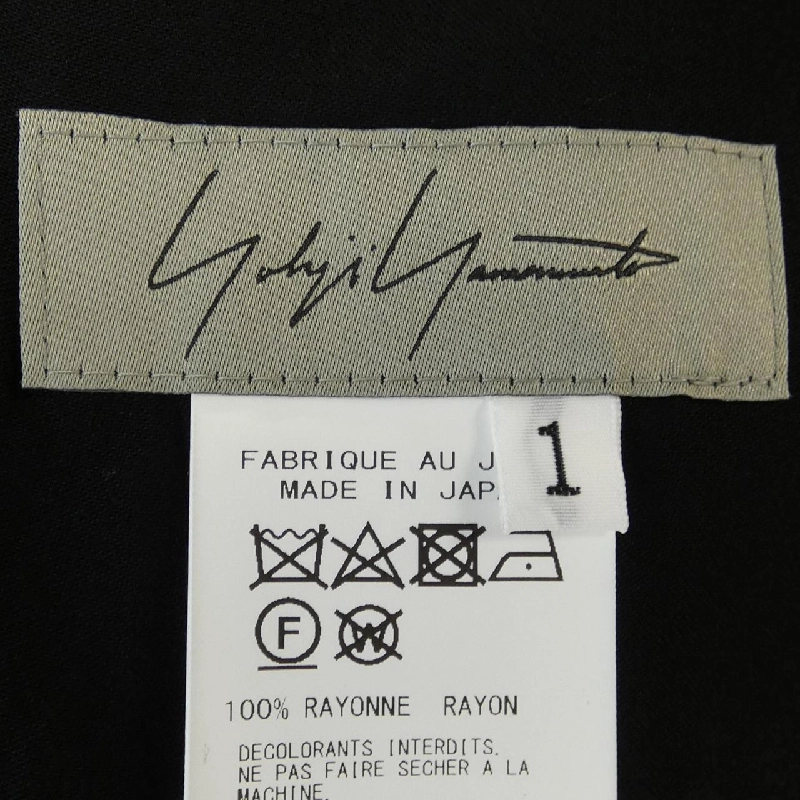 Yohji Yamamoto
1
FABRIQUE AU J
MADE IN JAP
F
W
100% RAYONNE RAYON
DECOLORANTS INTERDITS.
NE PAS FAIRE SECHER A LA
MACHINE.